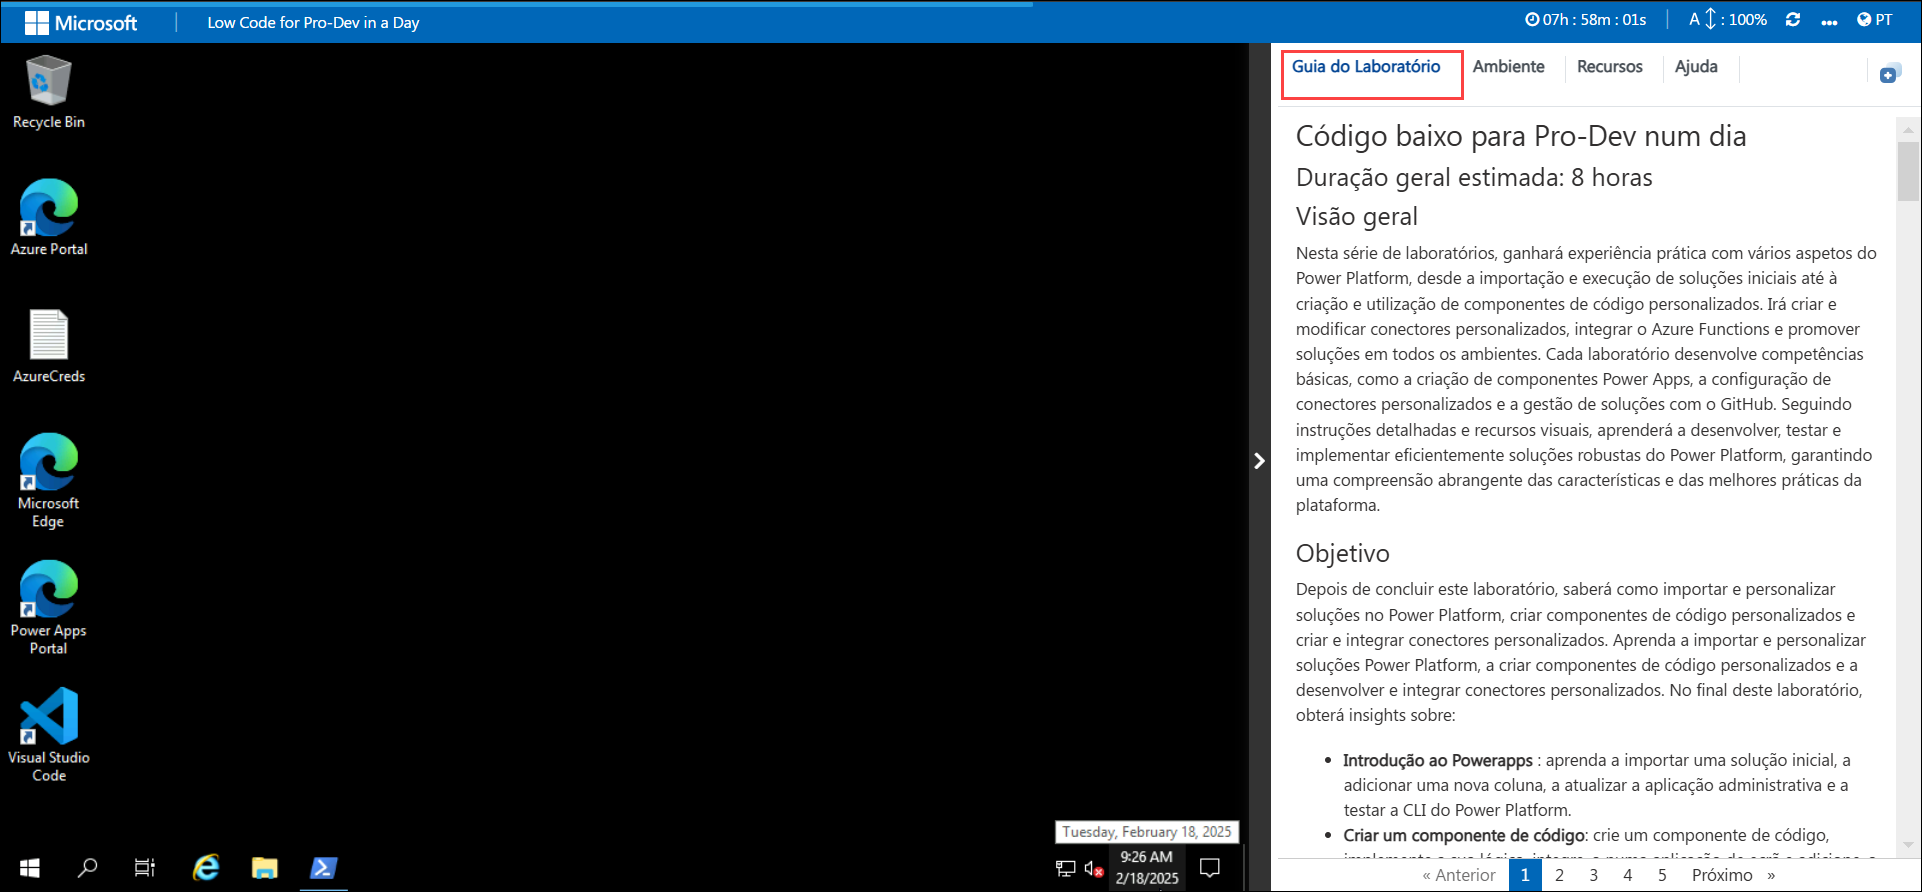 Microsoft
Low Code for Pro-Dev in a Day
07h : 58m : 01s
A : 100%
PT
Recycle Bin
Azure Portal
AzureCreds
Microsoft
Edge
Power Apps
Portal
Visual Studio
Code
Tuesday, February 18, 2025
9:26 AM
2/18/2025
Guia do Laboratório
Ambiente
Recursos
Ajuda
Código baixo para Pro-Dev num dia
Duração geral estimada: 8 horas
Visão geral
Nesta série de laboratórios, ganhará experiência prática com vários aspetos do
Power Platform, desde a importação e execução de soluções iniciais até à
criação e utilização de componentes de código personalizados. Irá criar e
modificar conectores personalizados, integrar o Azure Functions e promover
soluções em todos os ambientes. Cada laboratório desenvolve competências
básicas, como a criação de componentes Power Apps, a configuração de
conectores personalizados e a gestão de soluções com o GitHub. Seguindo
instruções detalhadas e recursos visuais, aprenderá a desenvolver, testar e
implementar eficientemente soluções robustas do Power Platform, garantindo
uma compreensão abrangente das características e das melhores práticas da
plataforma.
Objetivo
Depois de concluir este laboratório, saberá como importar e personalizar
soluções no Power Platform, criar componentes de código personalizados e
criar e integrar conectores personalizados. Aprenda a importar e personalizar
soluções Power Platform, a criar componentes de código personalizados e a
desenvolver e integrar conectores personalizados. No final deste laboratório,
obterá insights sobre:
• Introdução ao Powerapps : aprenda a importar uma solução inicial, a
adicionar uma nova coluna, a atualizar a aplicação administrativa e a
testar a CLI do Power Platform.
• Criar um componente de código: crie um componente de código,
« Anterior 1 2 3 4 5 Próximo »